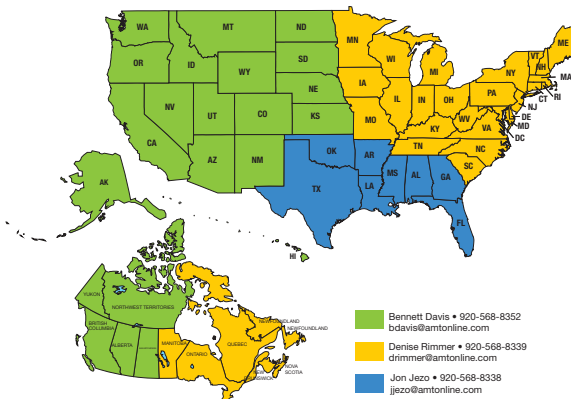 WA
MT
ND
MN
ME
OR
ID
SD
WI
VT
NH
WY
MI
NY
MA
NE
IA
PA
CT
RI
NV
UT
CO
IL
IN
OH
NJ
DE
MD
DC
CA
KS
MO
WV
VA
KY
AZ
NM
OK
AR
TN
NC
SC
TX
LA
MS
AL
GA
FL
AK
HI
YUKON
NORTHWEST TERRITORIES
BRITISH
COLUMBIA
ALBERTA
MANITOBA
ONTARIO
QUEBEC
NEWFOUNDLAND
NEWFOUNDLAND
NEW
BRUNSWICK
NOVA
SCOTIA
Bennett Davis • 920-568-8352
bdavis@amtonline.com
Denise Rimmer • 920-568-8339
drimmer@amtonline.com
Jon Jezo • 920-568-8338
jjezo@amtonline.com